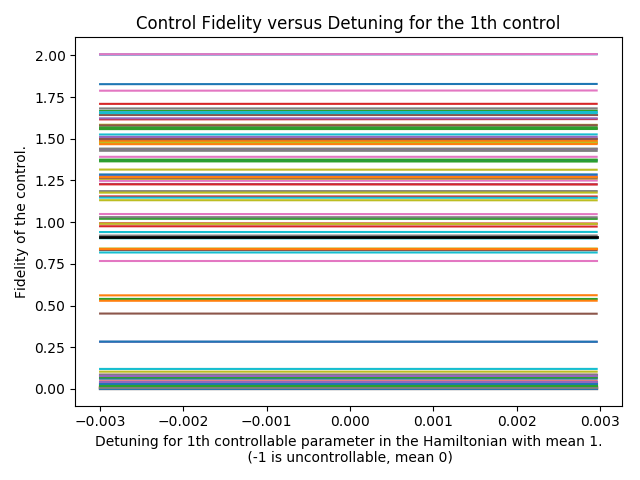 Control Fidelity versus Detuning for the 1th control
Fidelity of the control.
2.00
1.75
1.50
1.25
1.00
0.75
0.50
0.25
0.00
−0.003 −0.002 −0.001 0.000 0.001 0.002 0.003
Detuning for 1th controllable parameter in the Hamiltonian with mean 1.
(-1 is uncontrollable, mean 0)